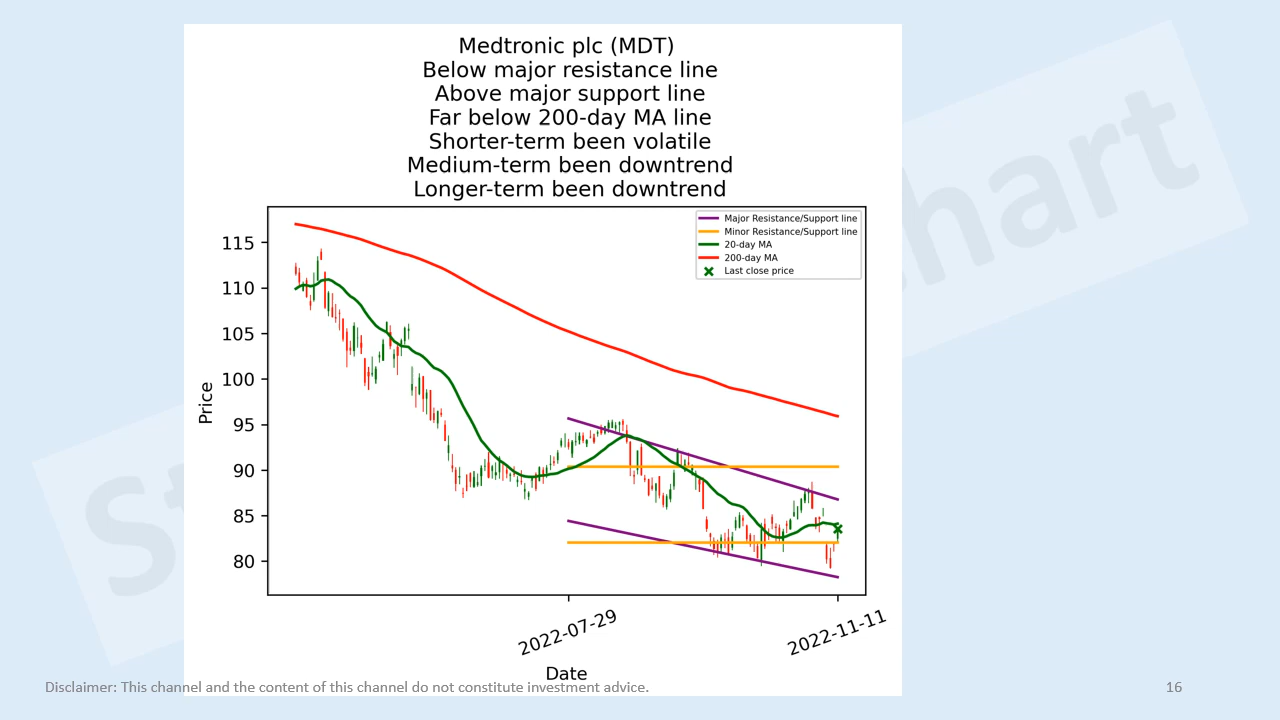 Medtronic plc (MDT)
Below major resistance line
Above major support line
Far below 200-day MA line
Shorter-term been volatile
Medium-term been downtrend
Longer-term been downtrend
Major Resistance/Support line
Minor Resistance/Support line
20-day MA
200-day MA
Last close price
115
110
105
100
95
90
85
80
Price
2022-07-29
2022-11-11
Date
Disclaimer: This channel and the content of this channel do not constitute investment advice.
16